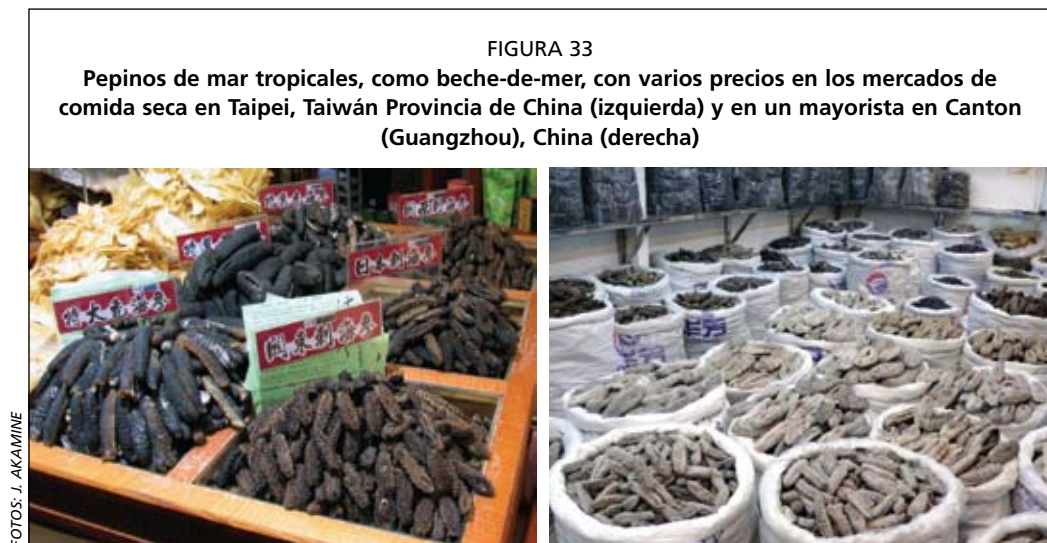 FIGURA 33
Pepinos de mar tropicales, como beche-de-mer, con varios precios en los mercados de
comida seca en Taipei, Taiwán Provincia de China (izquierda) y en un mayorista en Canton
(Guangzhou), China (derecha)
FOTOS: J. AKAMINE